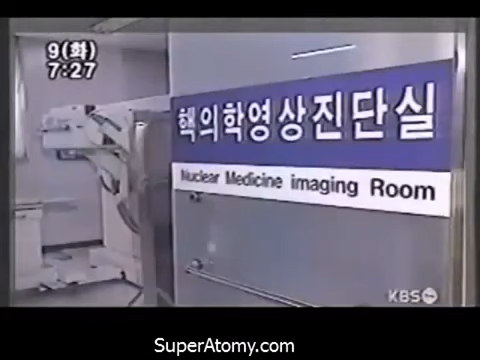 9(화)
7:27
핵의학영상진단실
Nuclear Medicine imaging Room
KBS
SuperAtomy.com